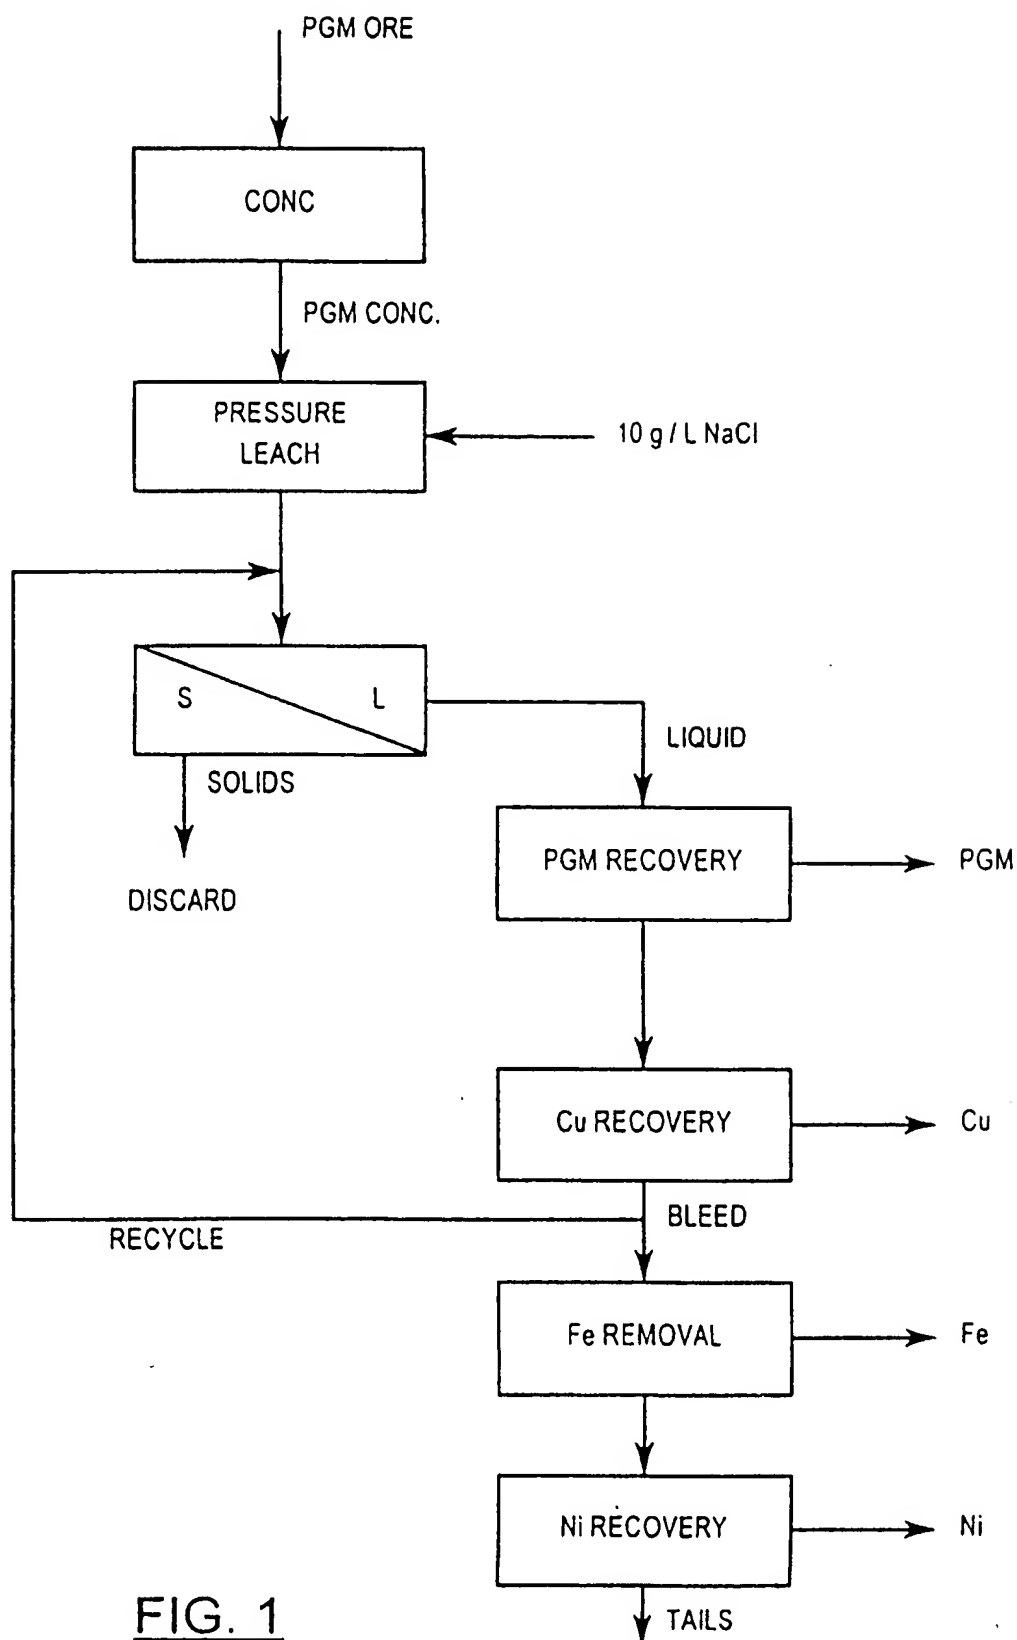 PGM ORE
CONC
PGM CONC.
PRESSURE
LEACH
10 g / L NaCl
S
L
LIQUID
SOLIDS
DISCARD
PGM RECOVERY
PGM
Cu RECOVERY
Cu
BLEED
RECYCLE
Fe REMOVAL
Fe
Ni RECOVERY
Ni
TAILS
FIG. 1